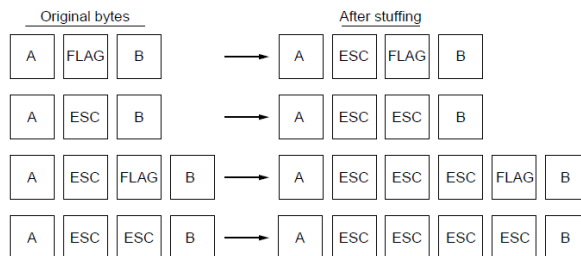 Original bytes After stuffing
A FLAG B A ESC FLAG B
A ESC B A ESC ESC B
A ESC FLAG B A ESC ESC ESC FLAG B
A ESC ESC B A ESC ESC ESC ESC B